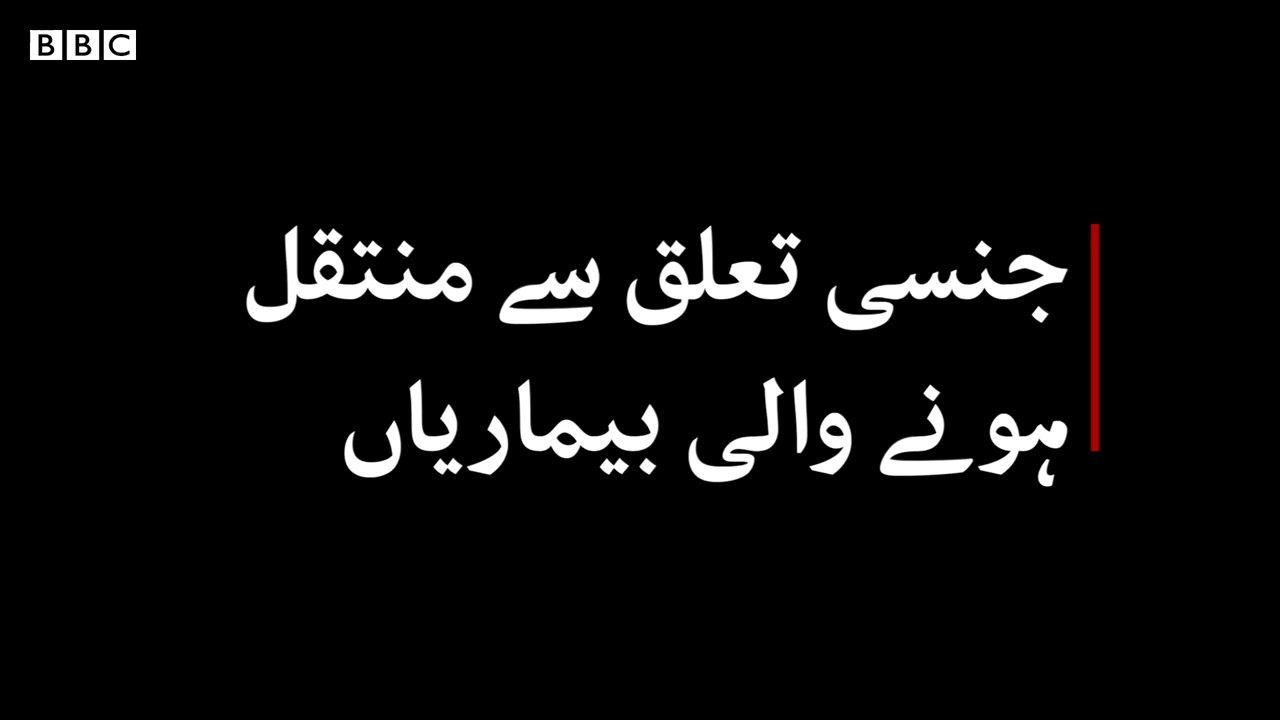 BBC
جنسی تعلق سے منتقل
ہونے والی بیماریاں